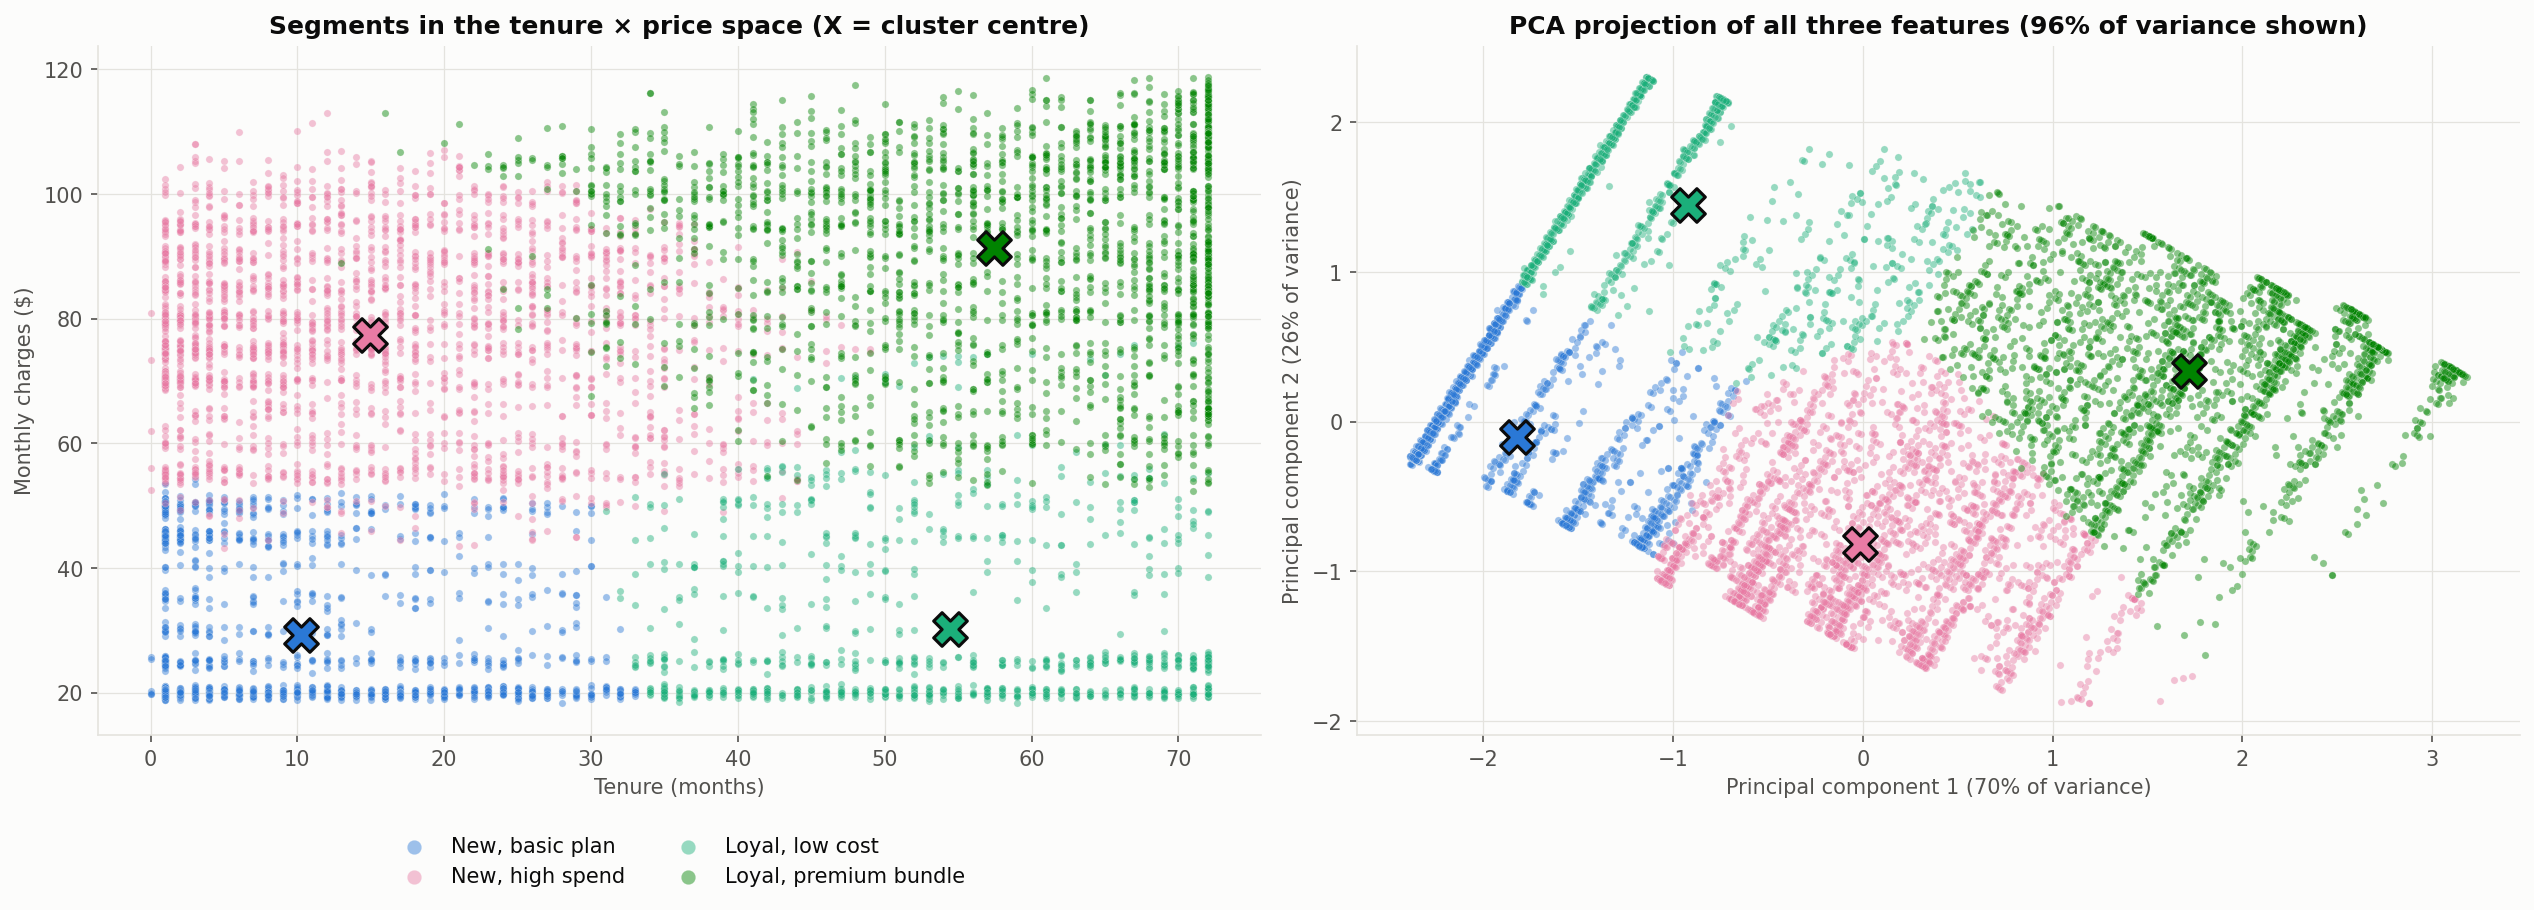 Segments in the tenure × price space (X = cluster centre)
120
100
80
60
40
20
Monthly charges ($)
0 10 20 30 40 50 60 70
Tenure (months)
New, basic plan
New, high spend
Loyal, low cost
Loyal, premium bundle
PCA projection of all three features (96% of variance shown)
2
1
0
−1
−2
Principal component 2 (26% of variance)
−2 −1 0 1 2 3
Principal component 1 (70% of variance)